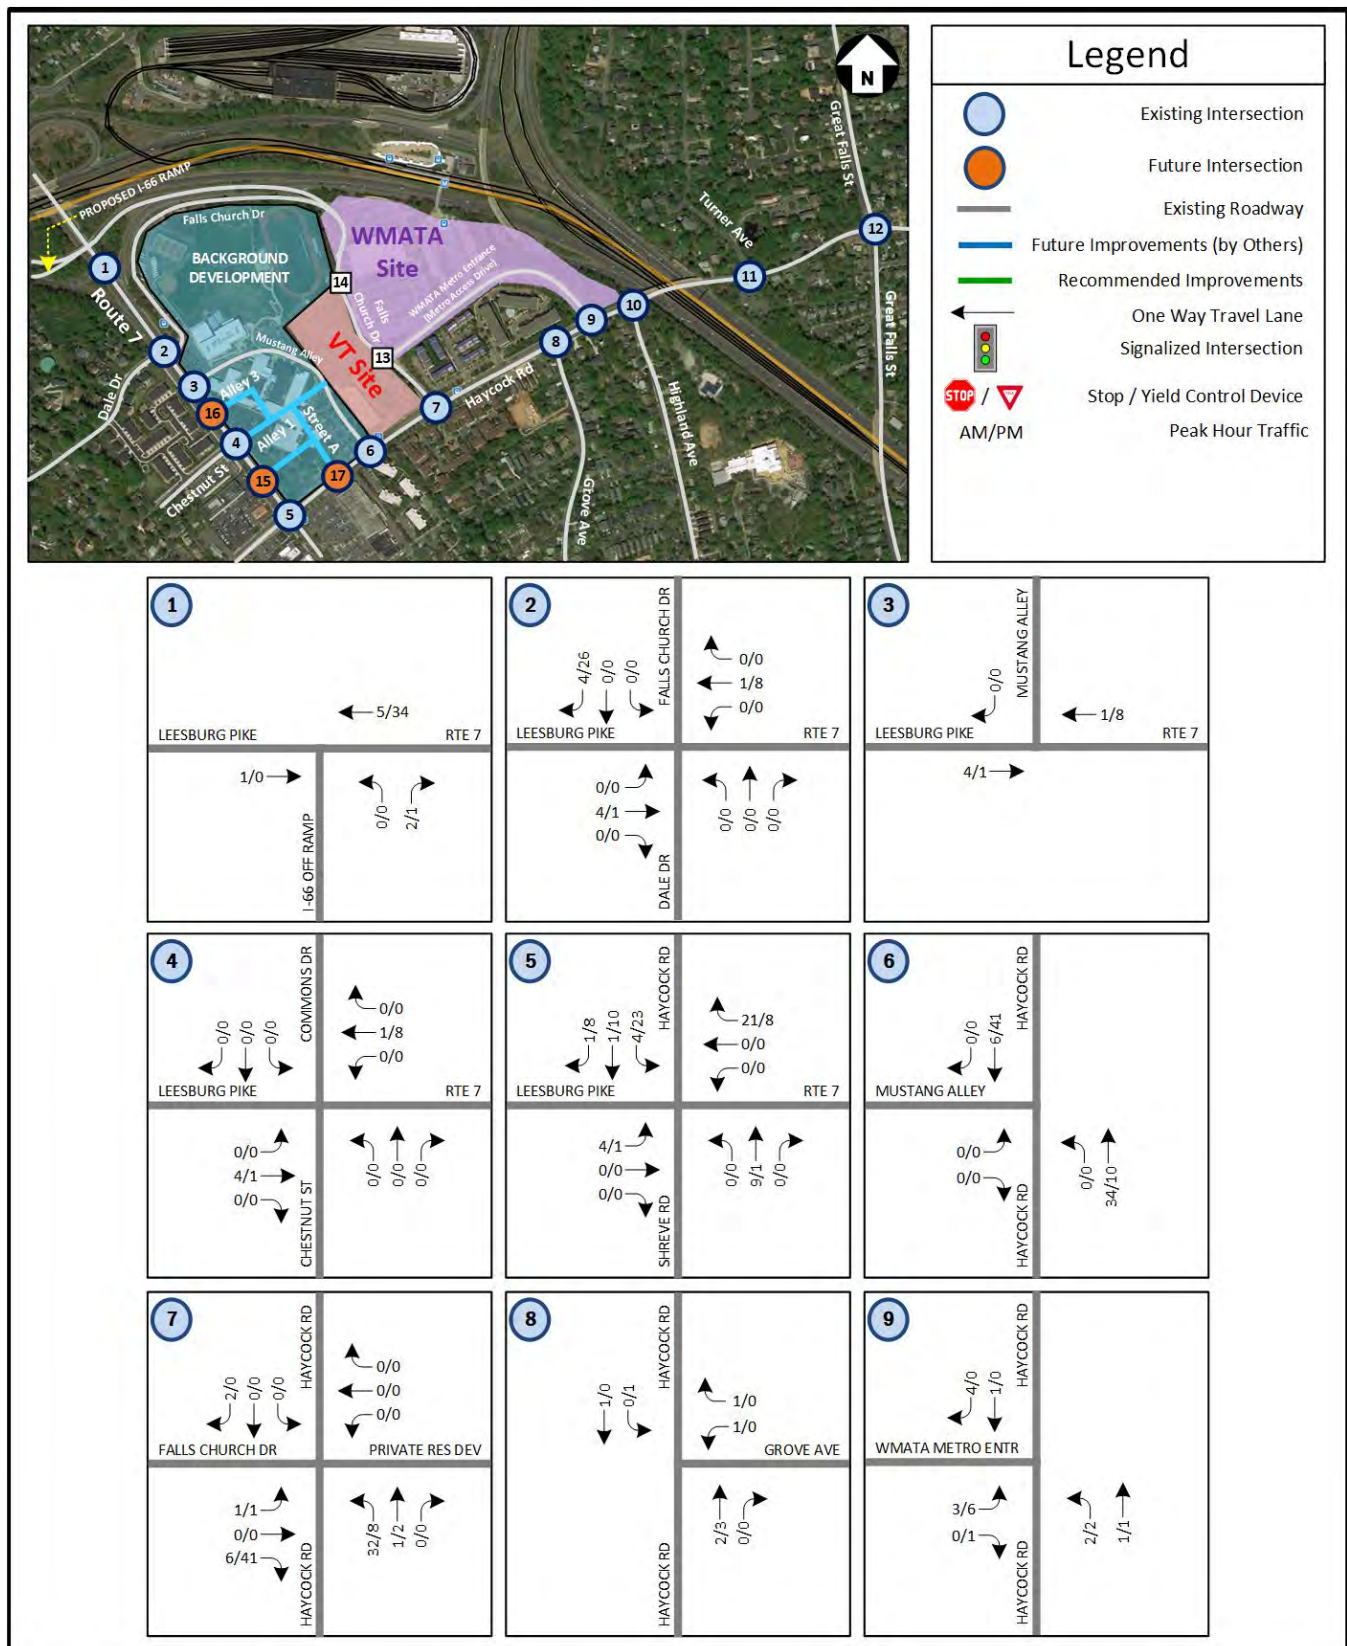 N
PROPOSED I-66 RAMP
Falls Church Dr
BACKGROUND
DEVELOPMENT
WMATA
Site
WMATA Metro Entrance
(Metro Access Drive)
Falls
Church Dr
Mustang Alley
VT Site
Route 7
Dale Dr
Alley 3
Alley 1
Street A
Chestnut St
Haycock Rd
Grove Ave
Highland Ave
Turner Ave
Great Falls St
Great Falls St
1
2
3
16
4
15
5
17
6
7
13
14
8
9
10
11
12
Legend
Existing Intersection
Future Intersection
Existing Roadway
Future Improvements (by Others)
Recommended Improvements
One Way Travel Lane
Signalized Intersection
STOP / Stop / Yield Control Device
AM/PM Peak Hour Traffic
1
5/34
LEESBURG PIKE RTE 7
1/0
0/0
2/1
I-66 OFF RAMP
2
4/26
0/0
0/0
FALLS CHURCH DR
0/0
1/8
0/0
LEESBURG PIKE RTE 7
0/0
4/1
0/0
DALE DR
0/0
0/0
0/0
3
0/0
MUSTANG ALLEY
1/8
LEESBURG PIKE RTE 7
4/1
4
0/0
0/0
0/0
COMMONS DR
0/0
1/8
0/0
LEESBURG PIKE RTE 7
0/0
4/1
0/0
CHESTNUT ST
0/0
0/0
0/0
5
1/8
1/10
4/23
HAYCOCK RD
21/8
0/0
0/0
LEESBURG PIKE RTE 7
4/1
0/0
0/0
SHREVE RD
0/0
9/1
0/0
6
0/0
6/41
HAYCOCK RD
MUSTANG ALLEY
0/0
0/0
HAYCOCK RD
0/0
34/10
7
2/0
0/0
0/0
HAYCOCK RD
0/0
0/0
0/0
FALLS CHURCH DR PRIVATE RES DEV
1/1
0/0
6/41
HAYCOCK RD
32/8
1/2
0/0
8
1/0
0/1
HAYCOCK RD
1/0
1/0
GROVE AVE
HAYCOCK RD
2/3
0/0
9
4/0
1/0
HAYCOCK RD
WMATA METRO ENTR
3/6
0/1
HAYCOCK RD
2/2
1/1